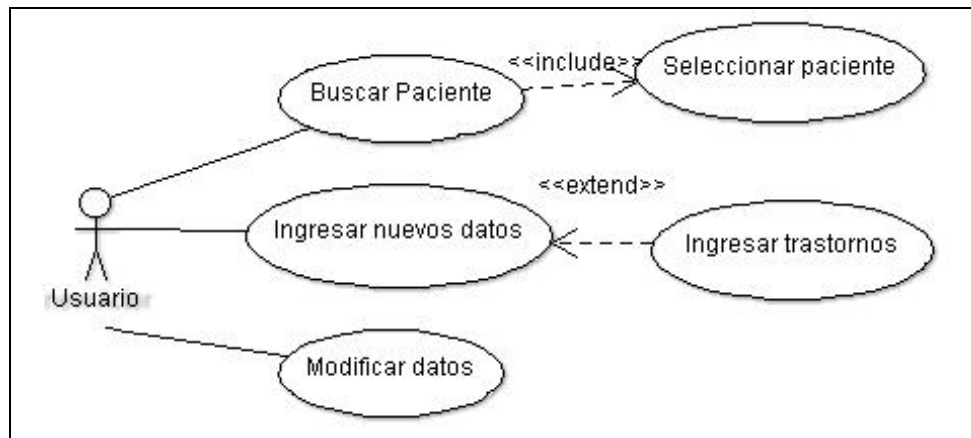 <<include>>
Seleccionar paciente
Buscar Paciente
<<extend>>
Ingresar nuevos datos
Ingresar trastornos
Usuario
Modificar datos